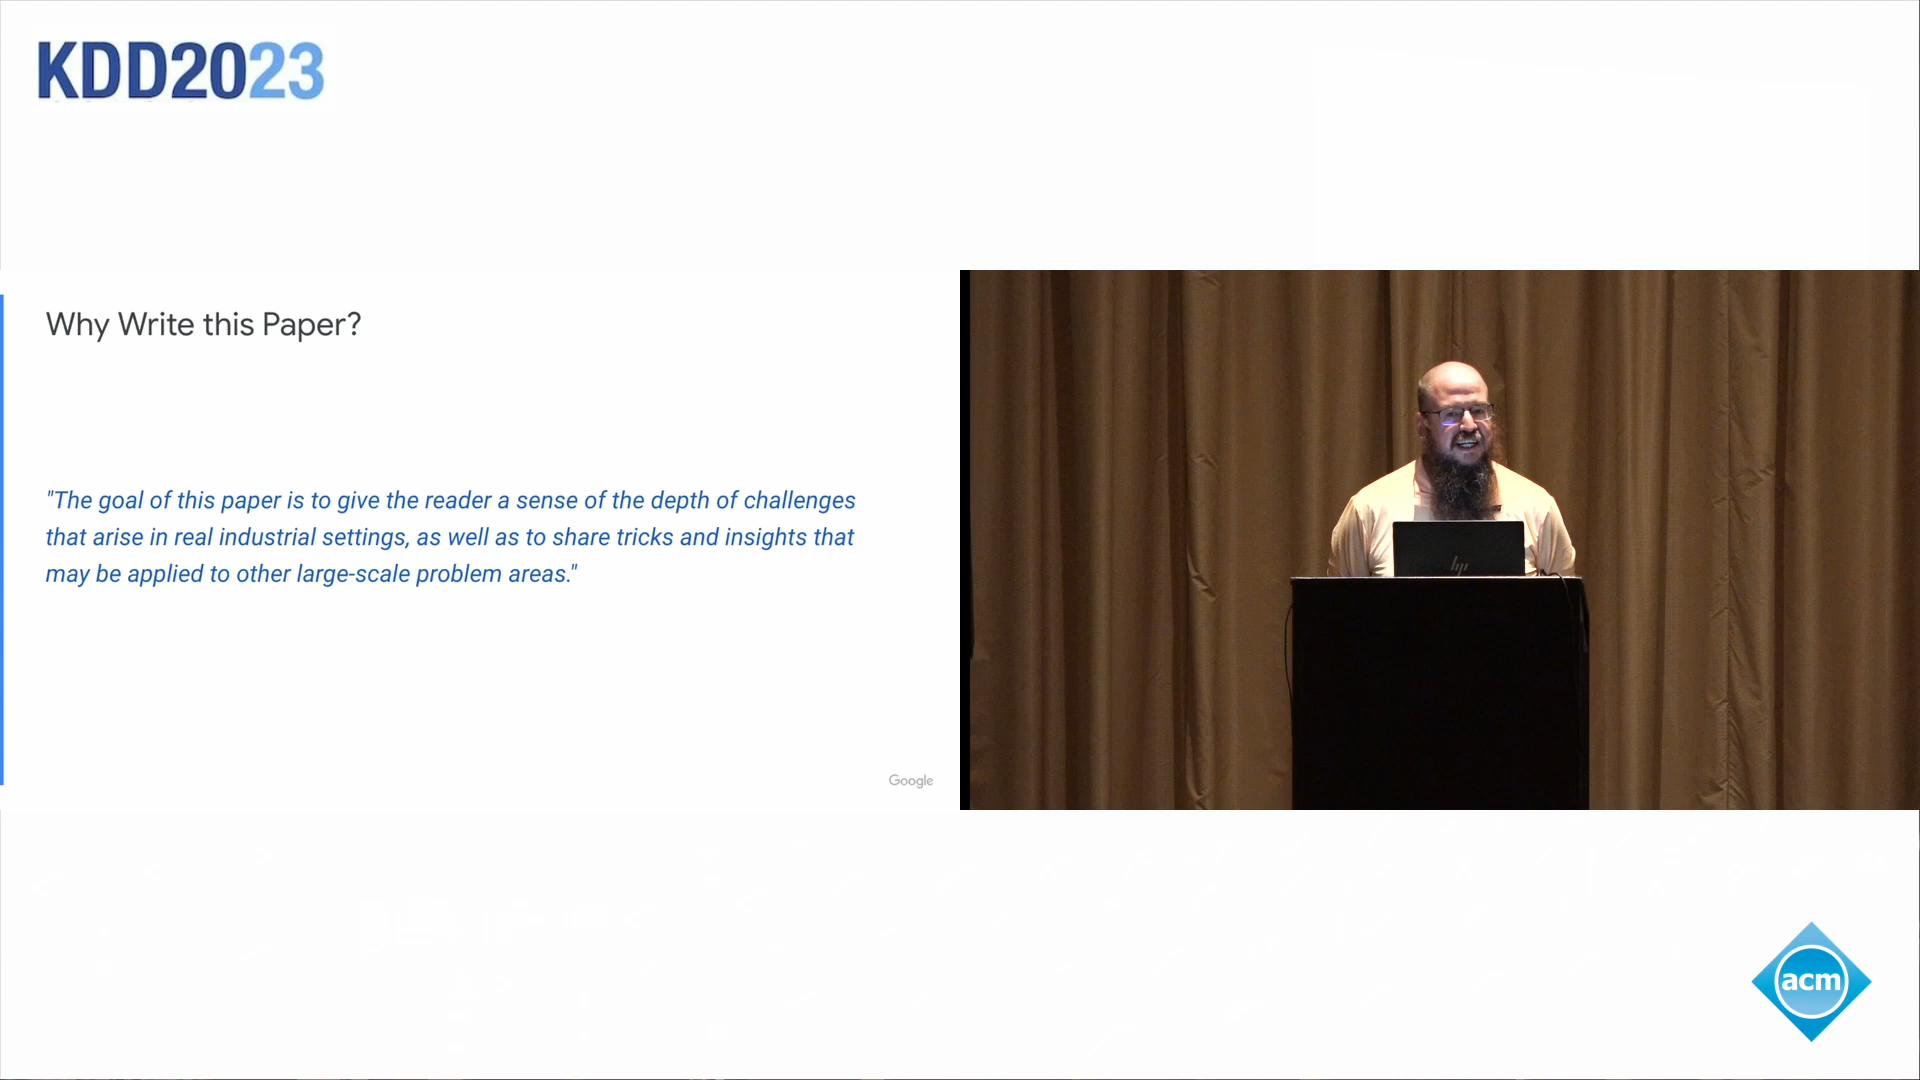 KDD2023
Why Write this Paper?
"The goal of this paper is to give the reader a sense of the depth of challenges
that arise in real industrial settings, as well as to share tricks and insights that
may be applied to other large-scale problem areas."
Google
hp
acm